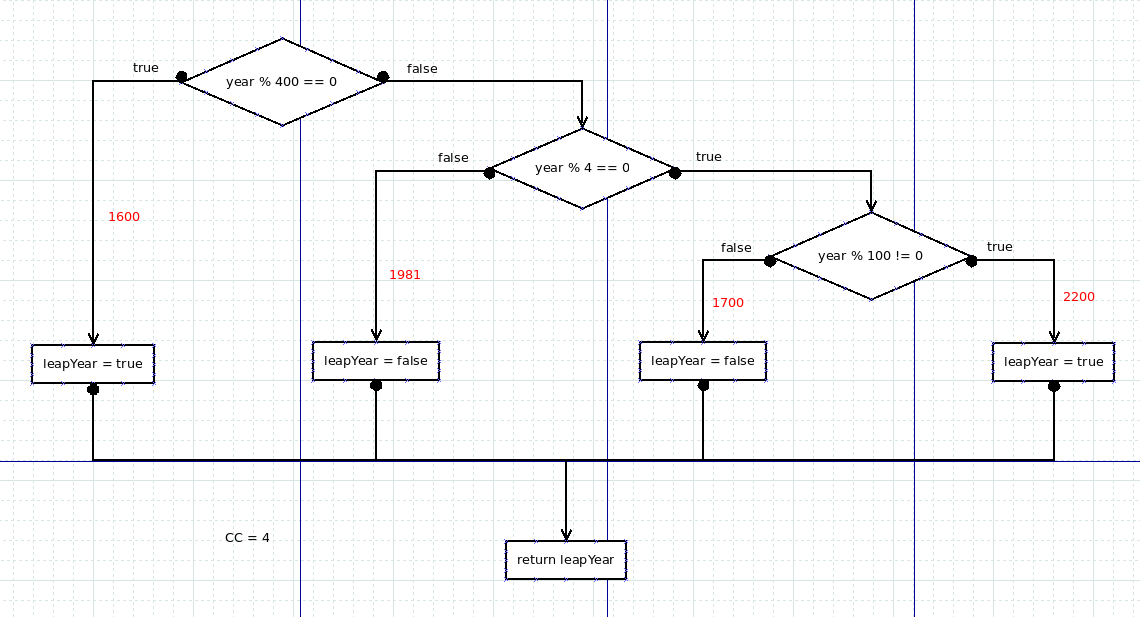 true
year % 400 == 0
false
false
year % 4 == 0
true
1600
false
year % 100 != 0
true
1981
1700
2200
leapYear = true
leapYear = false
leapYear = false
leapYear = true
CC = 4
return leapYear